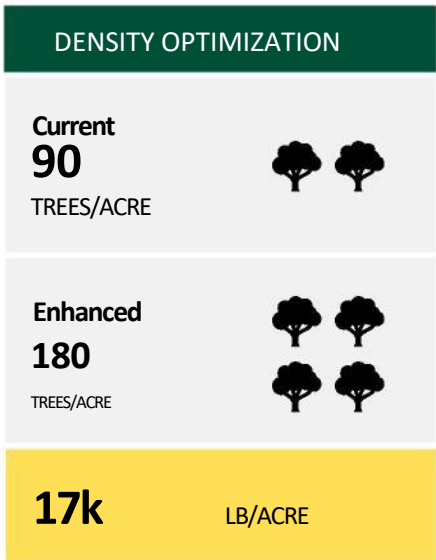 DENSITY OPTIMIZATION
Current
90
TREES/ACRE
Enhanced
180
TREES/ACRE
17k LB/ACRE